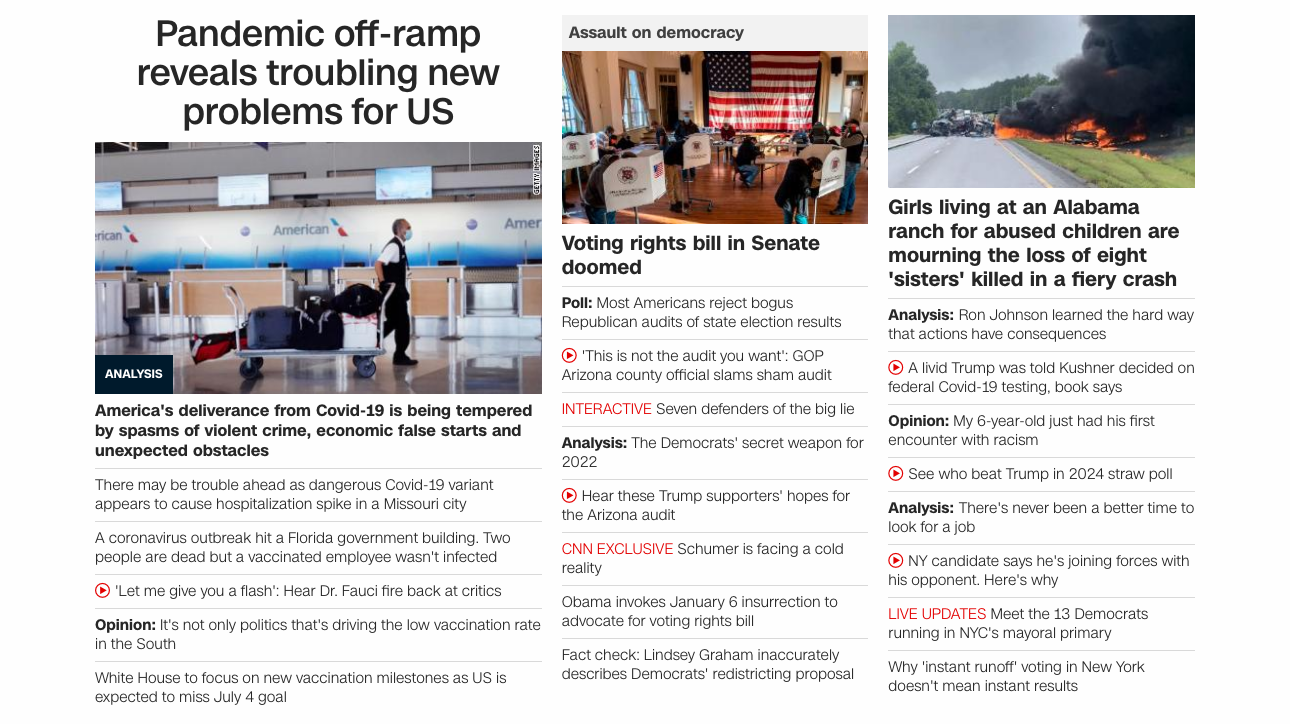 Pandemic off-ramp
reveals troubling new
problems for US
GETTY IMAGES
rican
American
Amer
ANALYSIS
America's deliverance from Covid-19 is being tempered
by spasms of violent crime, economic false starts and
unexpected obstacles
There may be trouble ahead as dangerous Covid-19 variant
appears to cause hospitalization spike in a Missouri city
A coronavirus outbreak hit a Florida government building. Two
people are dead but a vaccinated employee wasn't infected
'Let me give you a flash': Hear Dr. Fauci fire back at critics
Opinion: It's not only politics that's driving the low vaccination rate
in the South
White House to focus on new vaccination milestones as US is
expected to miss July 4 goal
Assault on democracy
Voting rights bill in Senate
doomed
Poll: Most Americans reject bogus
Republican audits of state election results
'This is not the audit you want': GOP
Arizona county official slams sham audit
INTERACTIVE Seven defenders of the big lie
Analysis: The Democrats' secret weapon for
2022
Hear these Trump supporters' hopes for
the Arizona audit
CNN EXCLUSIVE Schumer is facing a cold
reality
Obama invokes January 6 insurrection to
advocate for voting rights bill
Fact check: Lindsey Graham inaccurately
describes Democrats' redistricting proposal
Girls living at an Alabama
ranch for abused children are
mourning the loss of eight
'sisters' killed in a fiery crash
Analysis: Ron Johnson learned the hard way
that actions have consequences
A livid Trump was told Kushner decided on
federal Covid-19 testing, book says
Opinion: My 6-year-old just had his first
encounter with racism
See who beat Trump in 2024 straw poll
Analysis: There's never been a better time to
look for a job
NY candidate says he's joining forces with
his opponent. Here's why
LIVE UPDATES Meet the 13 Democrats
running in NYC's mayoral primary
Why 'instant runoff' voting in New York
doesn't mean instant results